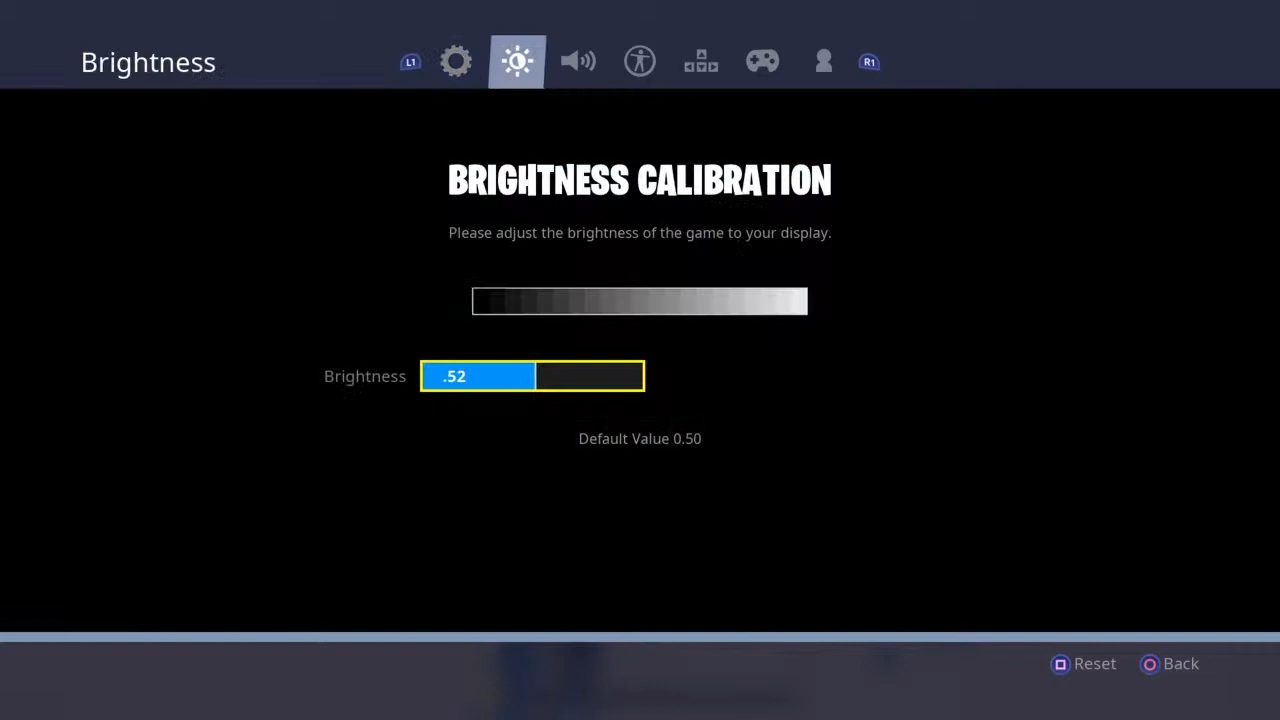 Brightness
L1
R1
BRIGHTNESS CALIBRATION
Please adjust the brightness of the game to your display.
Brightness .52
Default Value 0.50
Reset Back